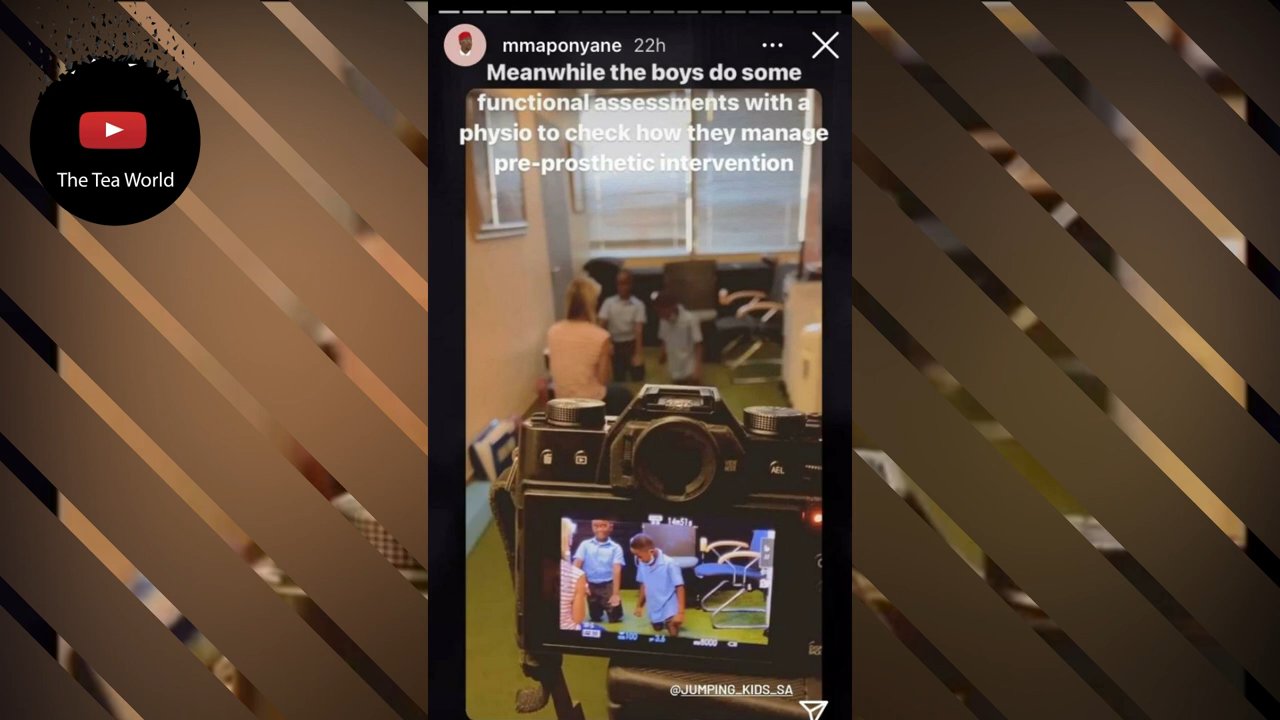 The Tea World
mmaponyane 22h
Meanwhile the boys do some
functional assessments with a
physio to check how they manage
pre-prosthetic intervention
AEL
@JUMPING_KIDS_SA